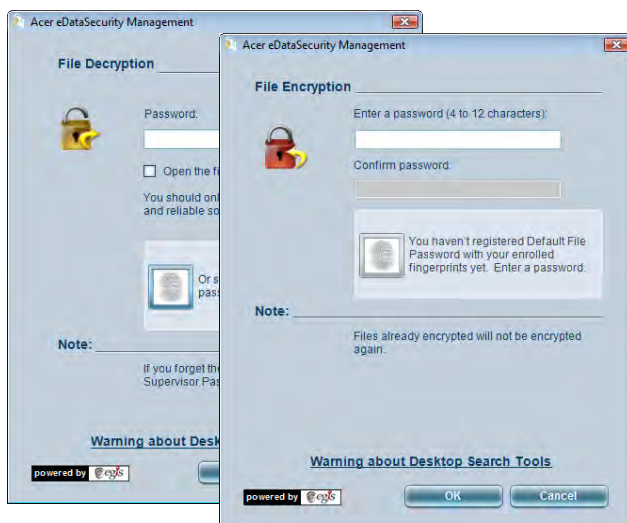 Acer eDataSecurity Management
File Decryption
Password:
Open the fi
You should onl
and reliable so
Or s
pass
Note:
If you forget the
Supervisor Pas
Warning about Desk
powered by egis
Acer eDataSecurity Management
File Encryption
Enter a password (4 to 12 characters):
Confirm password:
You haven't registered Default File
Password with your enrolled
fingerprints yet. Enter a password.
Note:
Files already encrypted will not be encrypted
again.
Warning about Desktop Search Tools
powered by egis
OK
Cancel